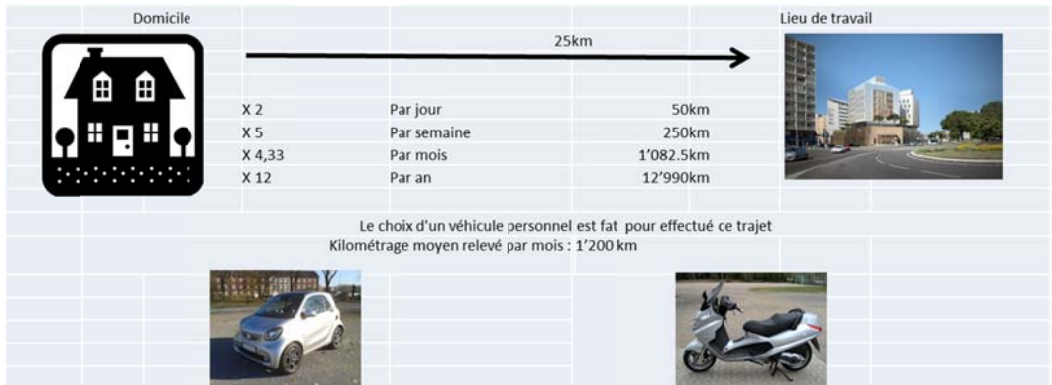 Domicile Lieu de travail
25km
X 2 Par jour 50km
X 5 Par semaine 250km
X 4,33 Par mois 1’082.5km
X 12 Par an 12’990km
Le choix d’un véhicule personnel est fat pour effectué ce trajet
Kilométrage moyen relevé par mois : 1’200 km